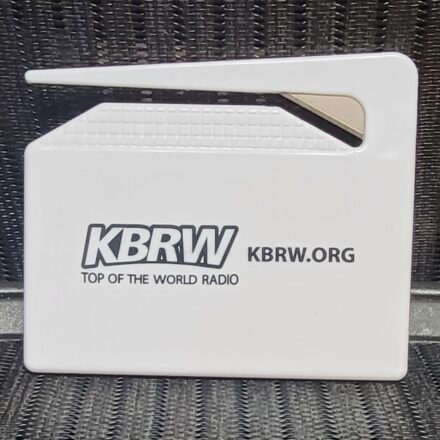 KBRW KBRW.ORG
TOP OF THE WORLD RADIO